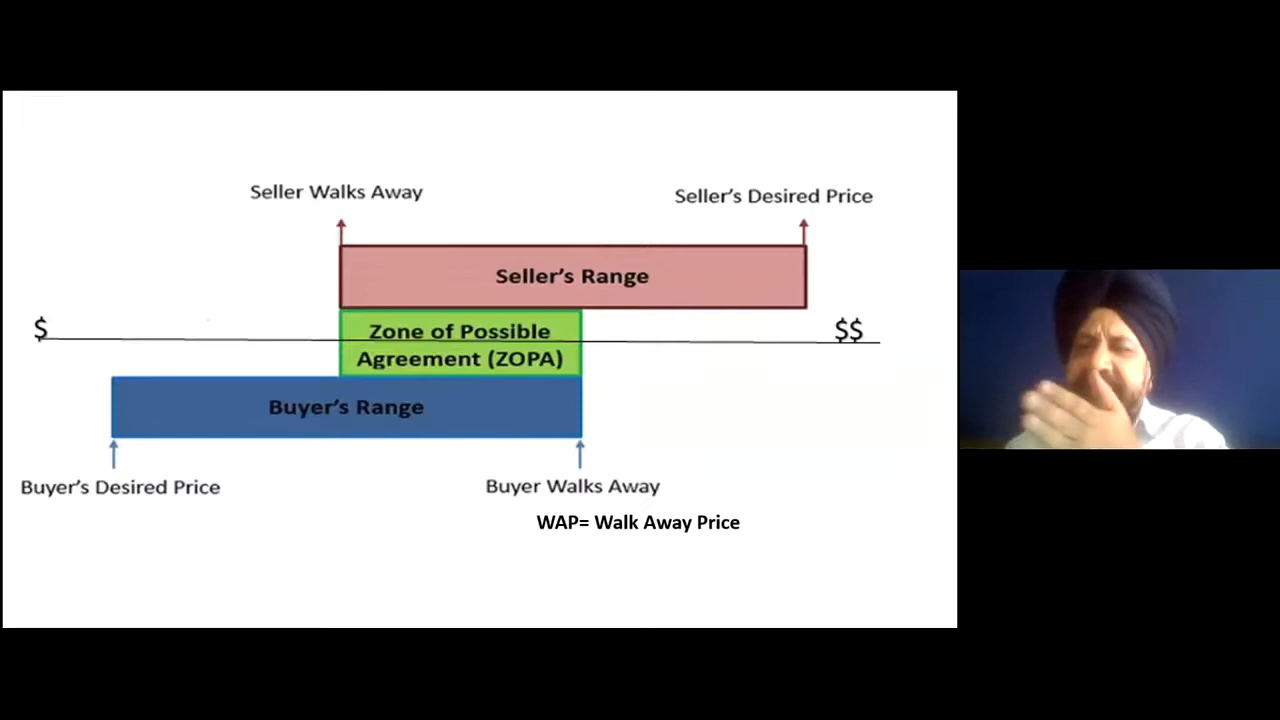 Seller Walks Away
Seller’s Desired Price
Seller’s Range
$
Zone of Possible
Agreement (ZOPA)
$$
Buyer’s Range
Buyer’s Desired Price
Buyer Walks Away
WAP= Walk Away Price